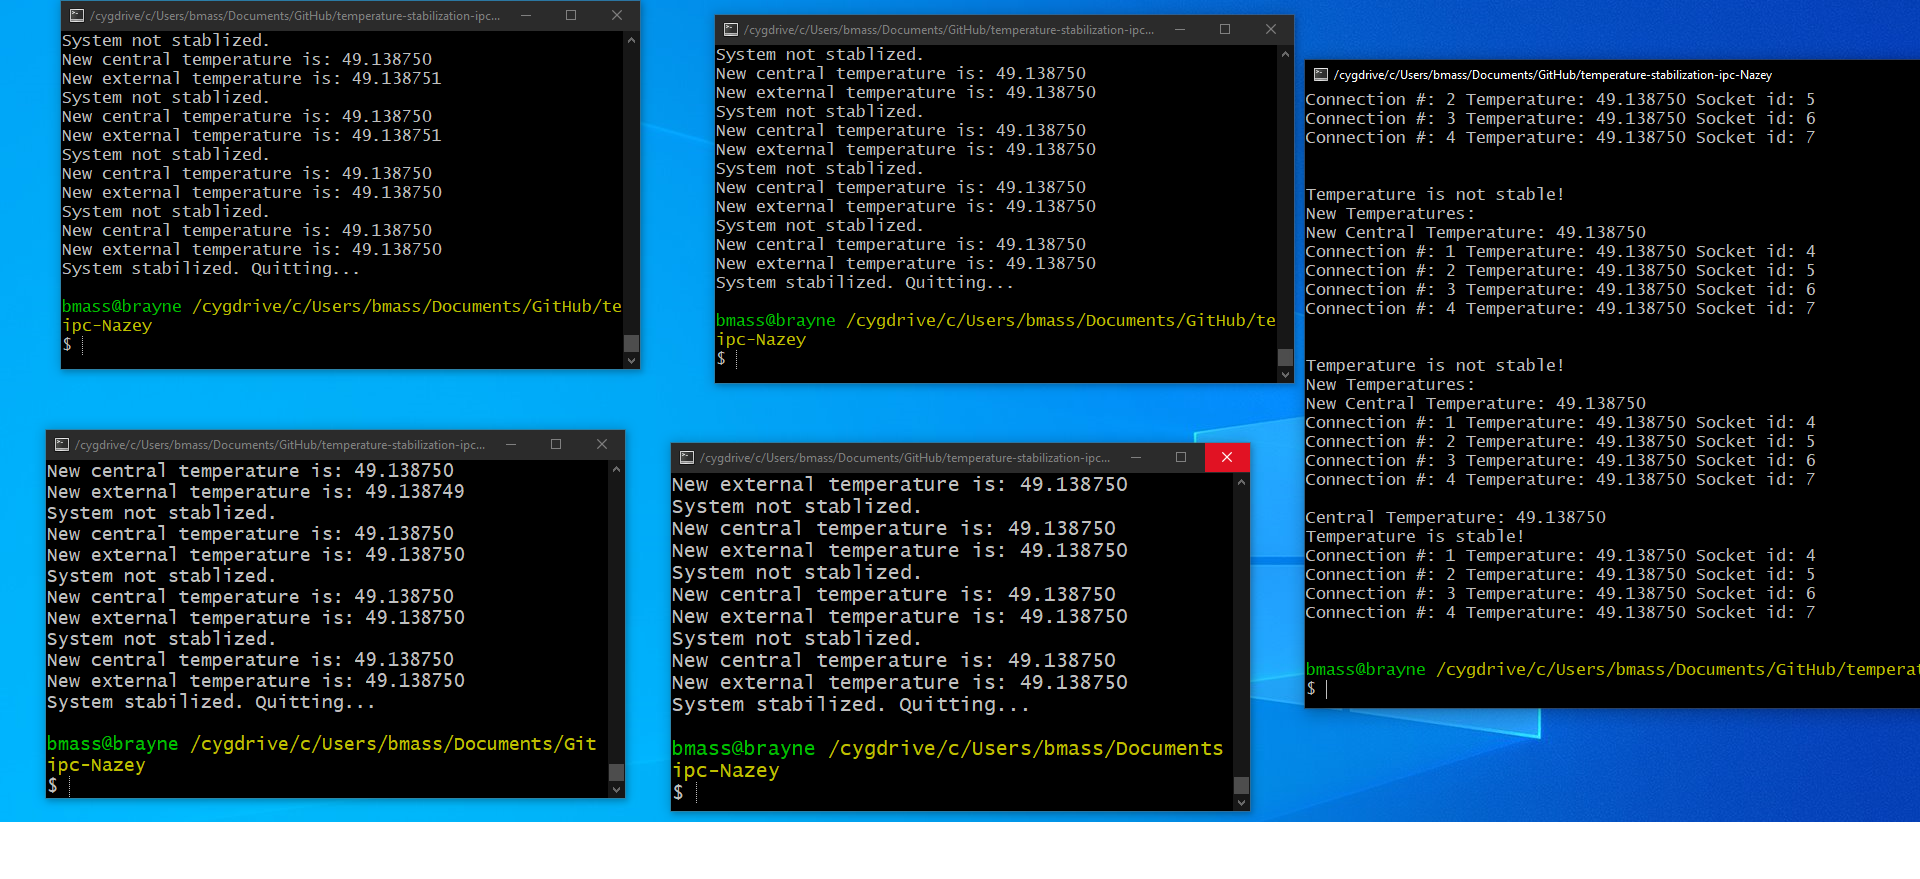 /cygdrive/c/Users/bmass/Documents/GitHub/temperature-stabilization-ipc...
System not stablized.
New central temperature is: 49.138750
New external temperature is: 49.138751
System not stablized.
New central temperature is: 49.138750
New external temperature is: 49.138751
System not stablized.
New central temperature is: 49.138750
New external temperature is: 49.138750
System not stablized.
New central temperature is: 49.138750
New external temperature is: 49.138750
System stabilized. Quitting...
bmass@brayne /cygdrive/c/Users/bmass/Documents/GitHub/te
ipc-Nazey
$
/cygdrive/c/Users/bmass/Documents/GitHub/temperature-stabilization-ipc...
System not stablized.
New central temperature is: 49.138750
New external temperature is: 49.138750
System not stablized.
New central temperature is: 49.138750
New external temperature is: 49.138750
System not stablized.
New central temperature is: 49.138750
New external temperature is: 49.138750
System not stablized.
New central temperature is: 49.138750
New external temperature is: 49.138750
System stabilized. Quitting...
bmass@brayne /cygdrive/c/Users/bmass/Documents/GitHub/te
ipc-Nazey
$
/cygdrive/c/Users/bmass/Documents/GitHub/temperature-stabilization-ipc-Nazey
Connection #: 2 Temperature: 49.138750 Socket id: 5
Connection #: 3 Temperature: 49.138750 Socket id: 6
Connection #: 4 Temperature: 49.138750 Socket id: 7
Temperature is not stable!
New Temperatures:
New Central Temperature: 49.138750
Connection #: 1 Temperature: 49.138750 Socket id: 4
Connection #: 2 Temperature: 49.138750 Socket id: 5
Connection #: 3 Temperature: 49.138750 Socket id: 6
Connection #: 4 Temperature: 49.138750 Socket id: 7
Temperature is not stable!
New Temperatures:
New Central Temperature: 49.138750
Connection #: 1 Temperature: 49.138750 Socket id: 4
Connection #: 2 Temperature: 49.138750 Socket id: 5
Connection #: 3 Temperature: 49.138750 Socket id: 6
Connection #: 4 Temperature: 49.138750 Socket id: 7
Central Temperature: 49.138750
Temperature is stable!
Connection #: 1 Temperature: 49.138750 Socket id: 4
Connection #: 2 Temperature: 49.138750 Socket id: 5
Connection #: 3 Temperature: 49.138750 Socket id: 6
Connection #: 4 Temperature: 49.138750 Socket id: 7
bmass@brayne /cygdrive/c/Users/bmass/Documents/GitHub/temperat
$
/cygdrive/c/Users/bmass/Documents/GitHub/temperature-stabilization-ipc...
New central temperature is: 49.138750
New external temperature is: 49.138749
System not stablized.
New central temperature is: 49.138750
New external temperature is: 49.138750
System not stablized.
New central temperature is: 49.138750
New external temperature is: 49.138750
System not stablized.
New central temperature is: 49.138750
New external temperature is: 49.138750
System stabilized. Quitting...
bmass@brayne /cygdrive/c/Users/bmass/Documents/Git
ipc-Nazey
$
/cygdrive/c/Users/bmass/Documents/GitHub/temperature-stabilization-ipc...
New external temperature is: 49.138750
System not stablized.
New central temperature is: 49.138750
New external temperature is: 49.138750
System not stablized.
New central temperature is: 49.138750
New external temperature is: 49.138750
System not stablized.
New central temperature is: 49.138750
New external temperature is: 49.138750
System stabilized. Quitting...
bmass@brayne /cygdrive/c/Users/bmass/Documents
ipc-Nazey
$